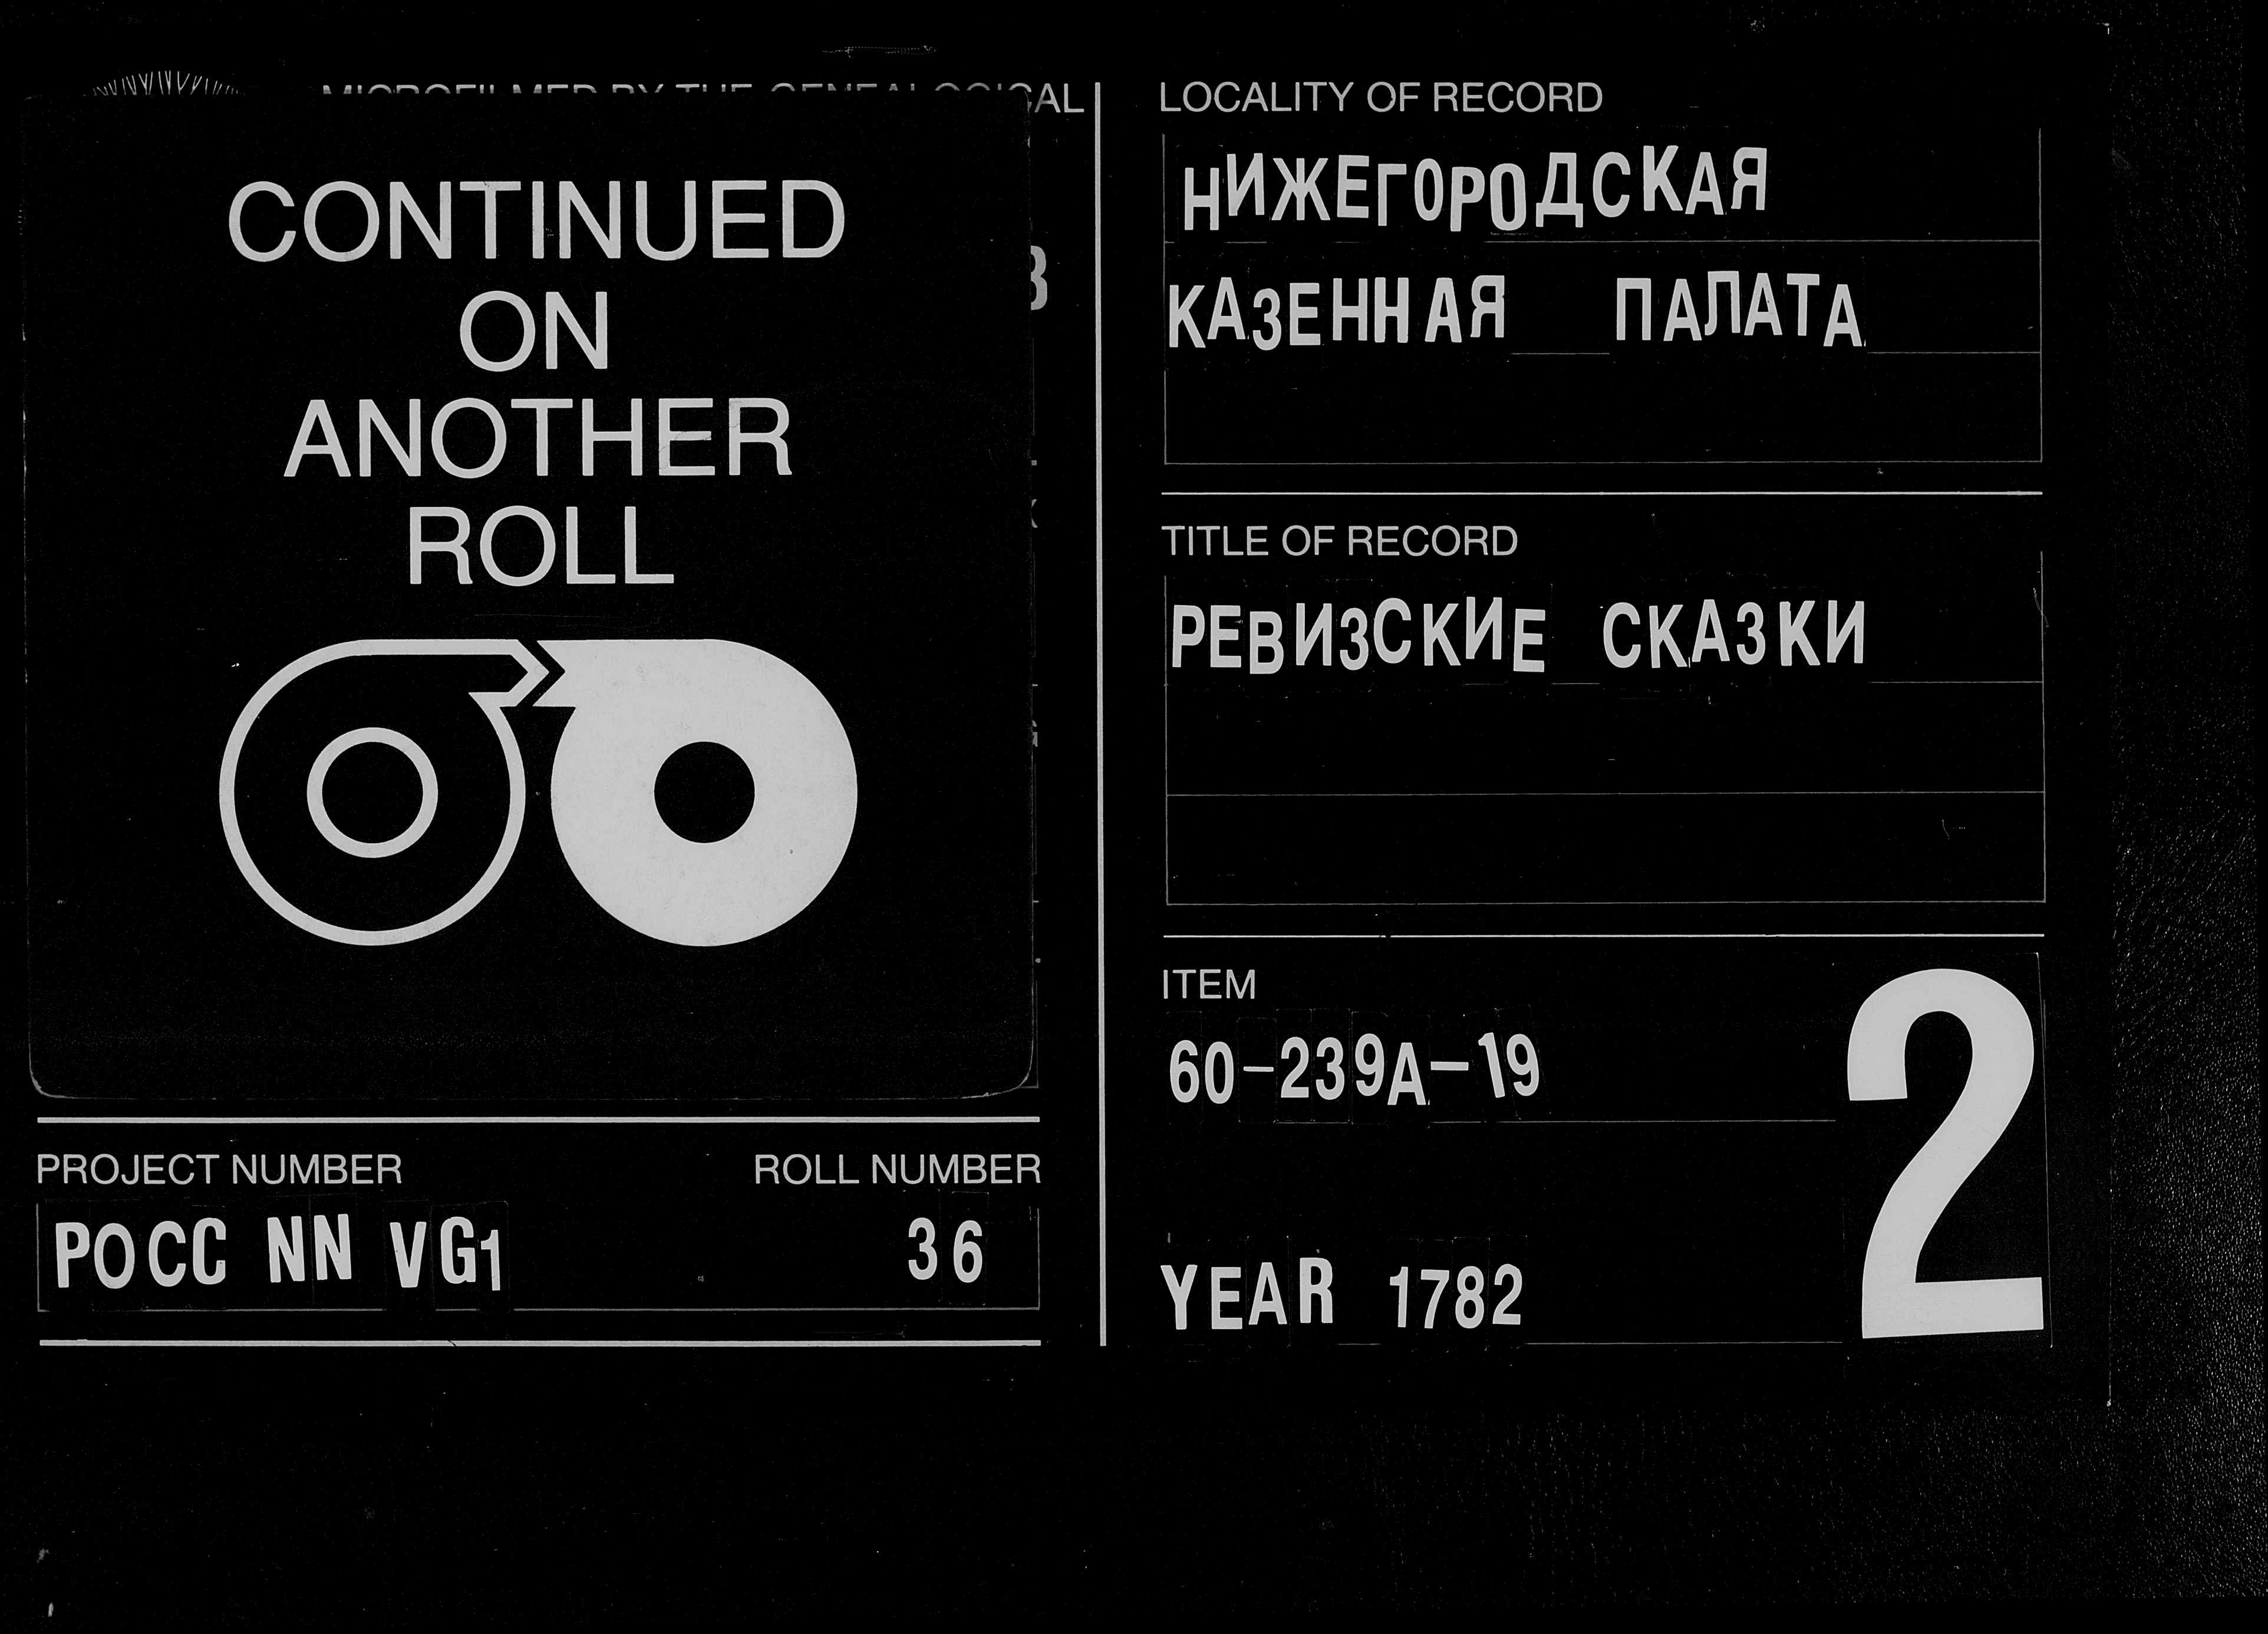 CONTINUED
ON
ANOTHER
ROLL
PROJECT NUMBER
ROLL NUMBER
РОСС NN VG1
36
LOCALITY OF RECORD
НИЖЕГОРОДСКАЯ
КАЗЕННАЯ ПАЛАТА
TITLE OF RECORD
РЕВИЗСКИЕ СКАЗКИ
ITEM
60-239А-19
2
YEAR 1782